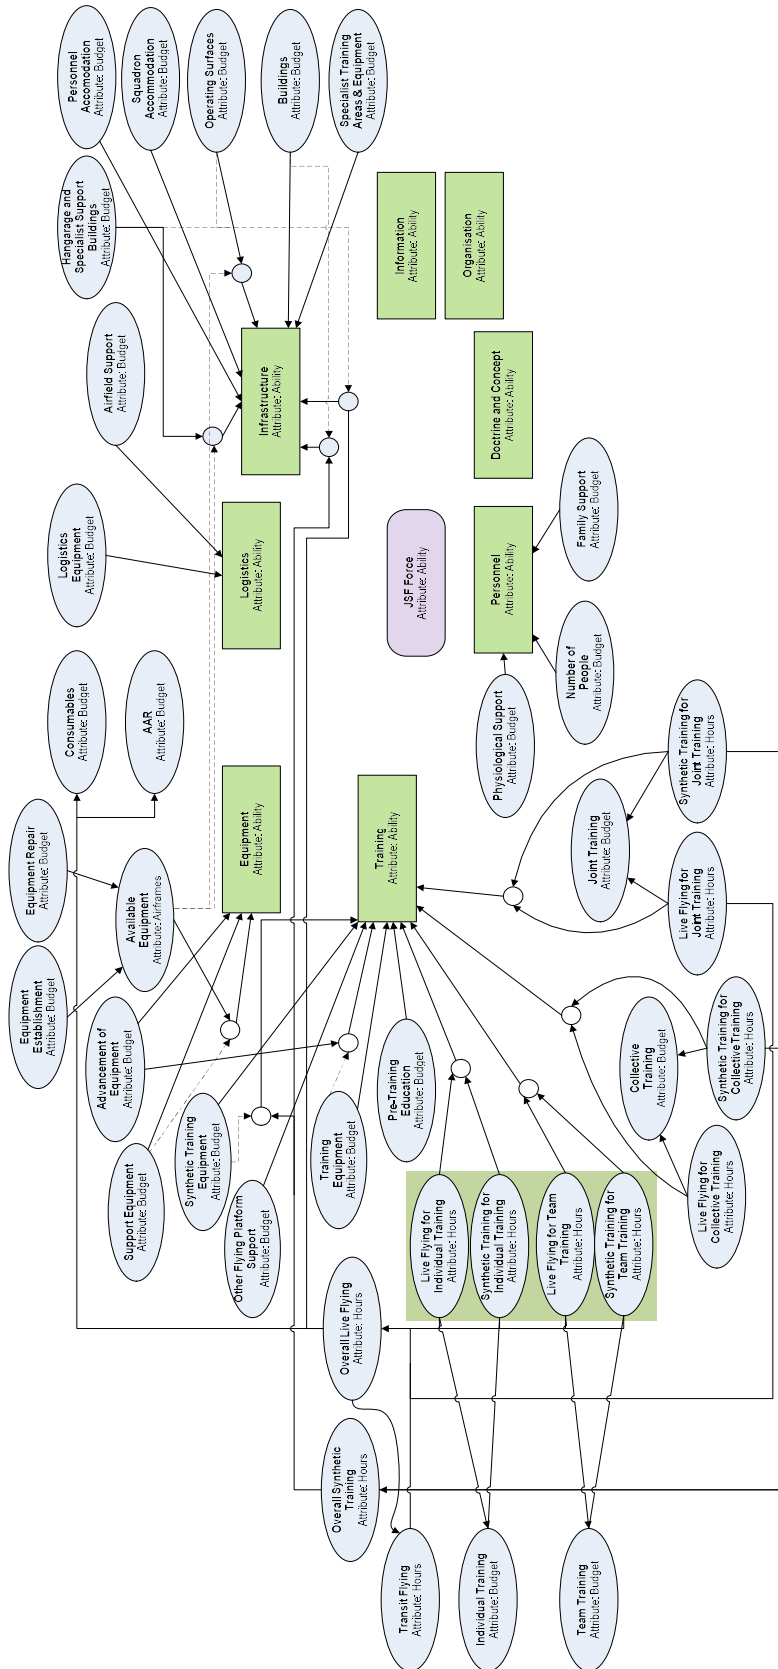 Personnel
Accomodation
Attribute: Budget
Squadron
Accommodation
Attribute: Budget
Operating Surfaces
Attribute: Budget
Buildings
Attribute: Budget
Specialist Training
Areas & Equipment
Attribute: Budget
Hangarage and
Specialist Support
Buildings
Attribute: Budget
Airfield Support
Attribute: Budget
Information
Attribute: Ability
Organisation
Attribute: Ability
Infrastructure
Attribute: Ability
Doctrine and Concept
Attribute: Ability
Logistics
Equipment
Attribute: Budget
Logistics
Attribute: Ability
JSF Force
Attribute: Ability
Personnel
Attribute: Ability
Family Support
Attribute: Budget
Number of
People
Attribute: Budget
Physiological Support
Attribute: Budget
Consumables
Attribute: Budget
AAR
Attribute: Budget
Equipment Repair
Attribute: Budget
Available
Equipment
Attribute: Airframes
Equipment
Attribute: Ability
Training
Attribute: Ability
Joint Training
Attribute: Budget
Synthetic Training for
Joint Training
Attribute: Hours
Live Flying for
Joint Training
Attribute: Hours
Equipment
Establishment
Attribute: Budget
Advancement of
Equipment
Attribute: Budget
Support Equipment
Attribute: Budget
Synthetic Training
Equipment
Attribute: Budget
Other Flying Platform
Support
Attribute: Budget
Training
Equipment
Attribute: Budget
Pre-Training
Education
Attribute: Budget
Collective
Training
Attribute: Budget
Synthetic Training for
Collective Training
Attribute: Hours
Live Flying for
Collective Training
Attribute: Hours
Live Flying for
Individual Training
Attribute: Hours
Synthetic Training for
Individual Training
Attribute: Hours
Live Flying for Team
Training
Attribute: Hours
Synthetic Training for
Team Training
Attribute: Hours
Overall Live Flying
Attribute: Hours
Overall Synthetic
Training
Attribute: Hours
Transit Flying
Attribute: Hours
Individual Training
Attribute: Budget
Team Training
Attribute: Budget